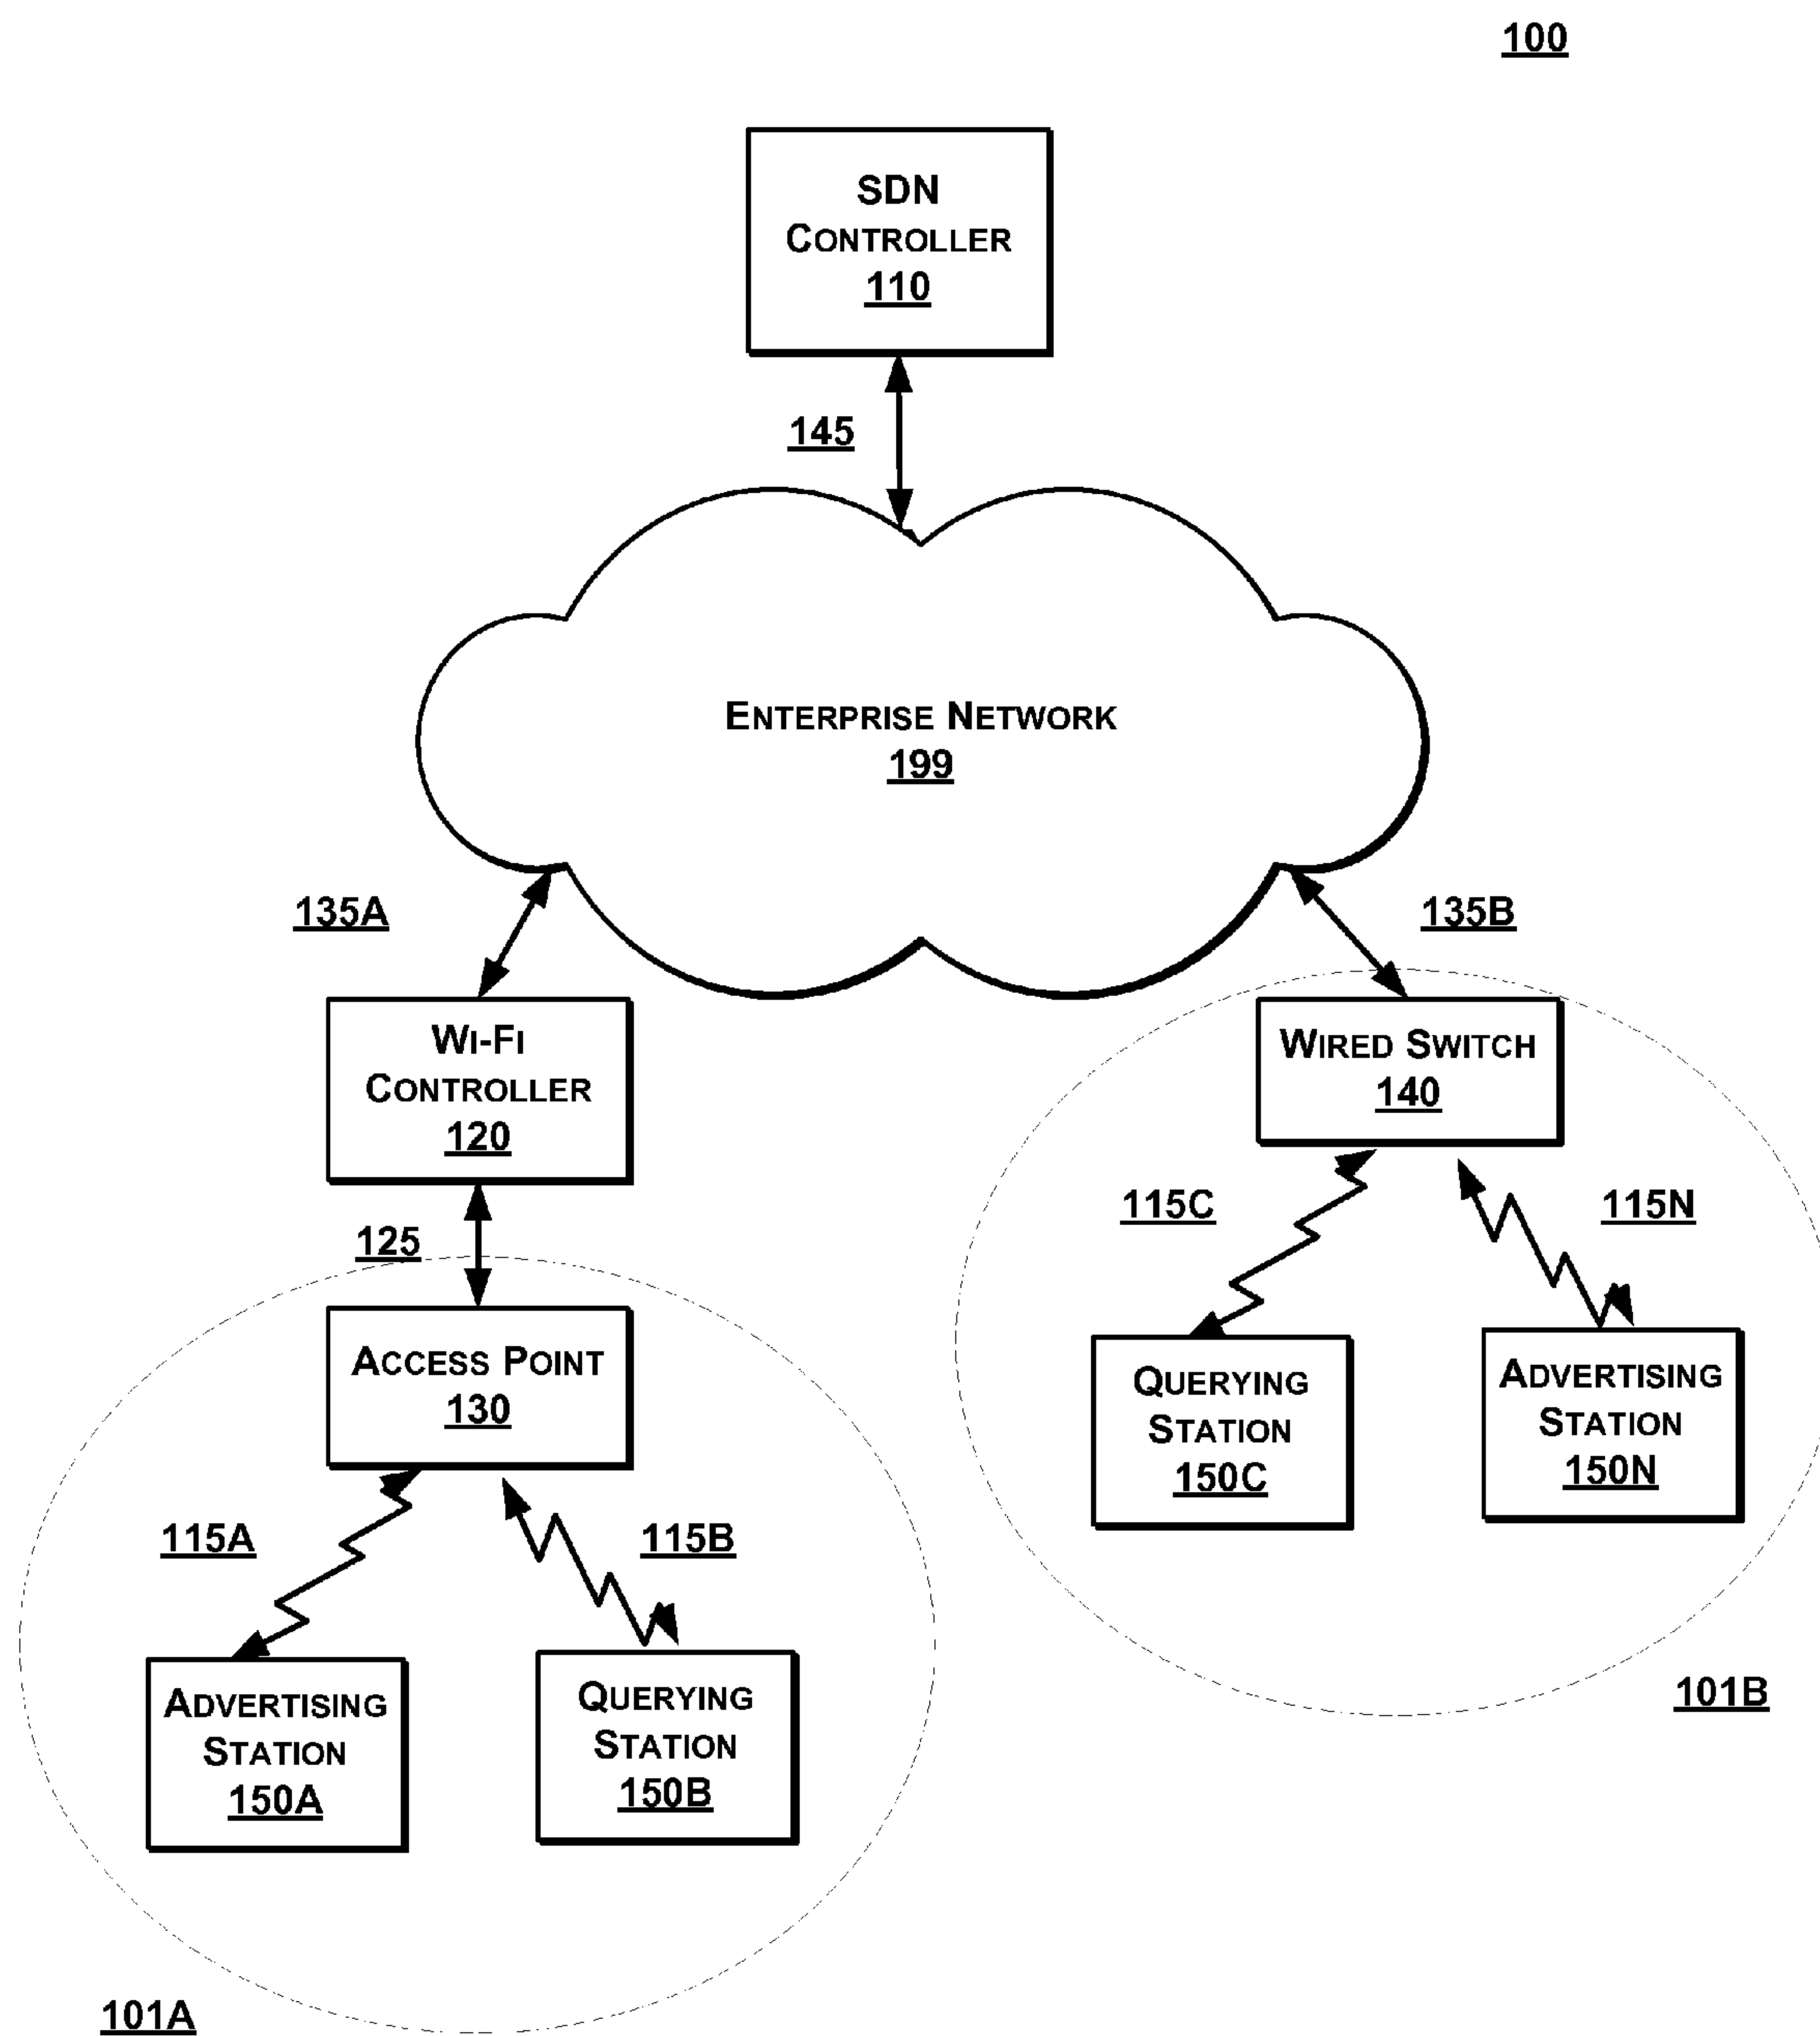 100
SDN
CONTROLLER
110
145
ENTERPRISE NETWORK
199
135A
135B
WI-FI
CONTROLLER
120
WIRED SWITCH
140
115C
115N
125
ACCESS POINT
130
QUERYING
STATION
150C
ADVERTISING
STATION
150N
115A
115B
101B
ADVERTISING
STATION
150A
QUERYING
STATION
150B
101A